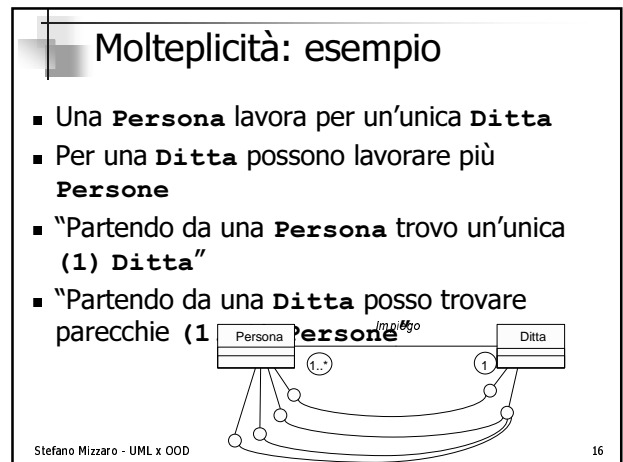 Molteplicità: esempio
Una Persona lavora per un'unica Ditta
Per una Ditta possono lavorare più
Persone
“Partendo da una Persona trovo un'unica
(1) Ditta”
“Partendo da una Ditta posso trovare
parecchie (1 Persone”
Impiego
Persona
Ditta
1..*
1
Stefano Mizzaro - UML x OOD
16